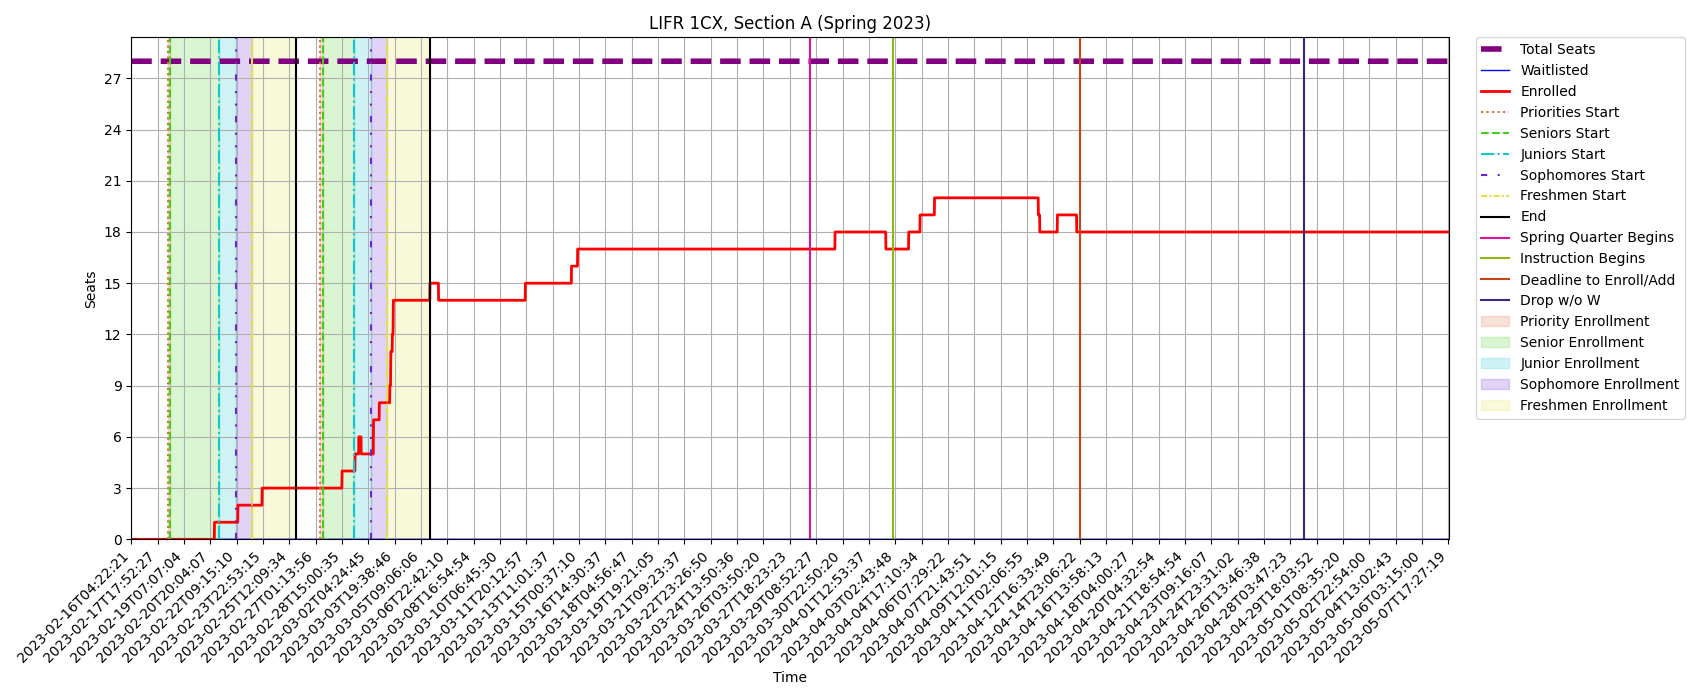 LIFR 1CX, Section A (Spring 2023)
Seats
27
24
21
18
15
12
9
6
3
0
2023-02-16T04:22:21
2023-02-17T17:52:27
2023-02-19T07:07:04
2023-02-20T20:04:07
2023-02-22T09:15:10
2023-02-23T22:53:15
2023-02-25T12:09:34
2023-02-27T01:13:56
2023-02-28T15:00:35
2023-03-02T04:24:45
2023-03-03T19:38:46
2023-03-05T09:06:06
2023-03-06T22:42:10
2023-03-08T16:54:54
2023-03-10T06:45:30
2023-03-11T20:12:57
2023-03-13T11:01:37
2023-03-15T00:37:10
2023-03-16T14:30:37
2023-03-18T04:56:47
2023-03-19T19:21:05
2023-03-21T09:23:37
2023-03-22T23:26:50
2023-03-24T13:50:36
2023-03-26T03:50:20
2023-03-27T18:23:23
2023-03-29T08:52:27
2023-03-30T22:50:20
2023-04-01T12:53:37
2023-04-03T02:43:48
2023-04-04T17:10:34
2023-04-06T07:29:22
2023-04-07T21:43:51
2023-04-09T12:01:15
2023-04-11T02:06:55
2023-04-12T16:33:49
2023-04-14T23:06:22
2023-04-16T13:58:13
2023-04-18T04:00:27
2023-04-20T04:32:54
2023-04-21T18:54:54
2023-04-23T09:16:07
2023-04-24T23:31:02
2023-04-26T13:46:38
2023-04-28T03:47:23
2023-04-29T18:03:52
2023-05-01T08:35:20
2023-05-02T22:54:00
2023-05-04T13:02:43
2023-05-06T03:15:00
2023-05-07T17:27:19
Time
Total Seats
Waitlisted
Enrolled
Priorities Start
Seniors Start
Juniors Start
Sophomores Start
Freshmen Start
End
Spring Quarter Begins
Instruction Begins
Deadline to Enroll/Add
Drop w/o W
Priority Enrollment
Senior Enrollment
Junior Enrollment
Sophomore Enrollment
Freshmen Enrollment